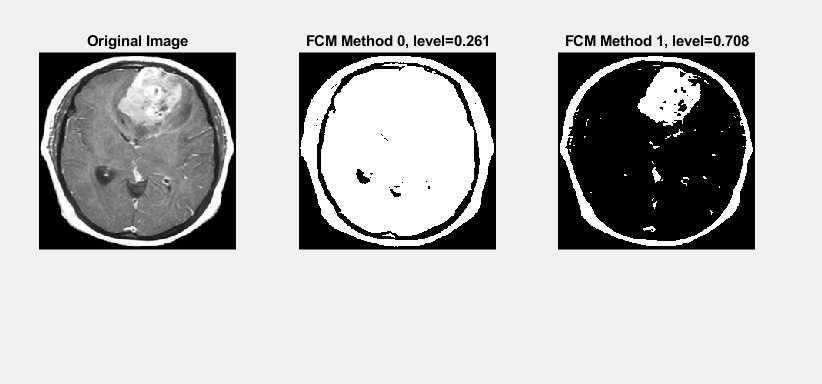 Original Image
FCM Method 0, level=0.261
FCM Method 1, level=0.708